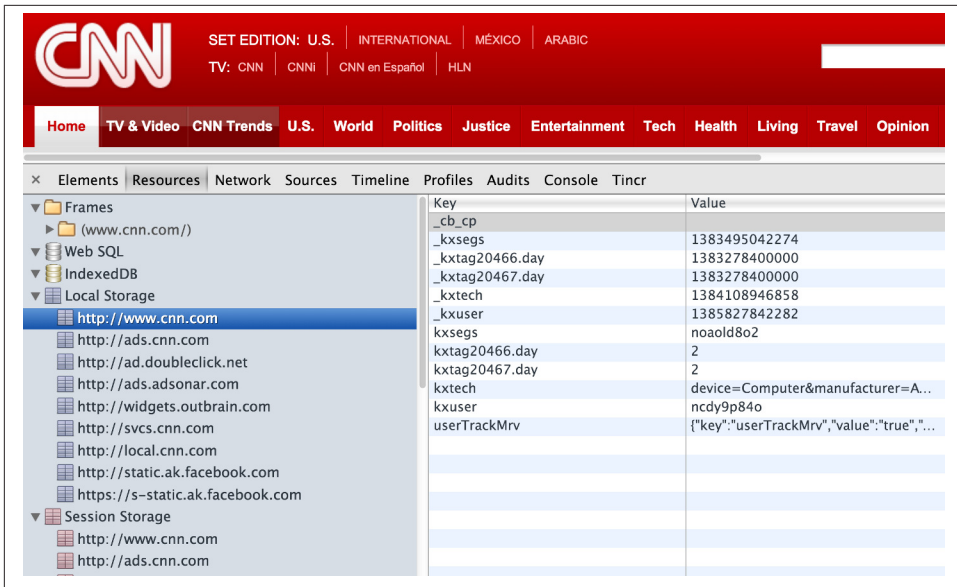 CNN
SET EDITION: U.S. INTERNATIONAL MÉXICO ARABIC
TV: CNN CNNi CNN en Español HLN
Home TV & Video CNN Trends U.S. World Politics Justice Entertainment Tech Health Living Travel Opinion
× Elements Resources Network Sources Timeline Profiles Audits Console Tincr
Frames
(www.cnn.com/)
Web SQL
IndexedDB
Local Storage
http://www.cnn.com
http://ads.cnn.com
http://ad.doubleclick.net
http://ads.adsonar.com
http://widgets.outbrain.com
http://svcs.cnn.com
http://local.cnn.com
http://static.ak.facebook.com
https://s-static.ak.facebook.com
Session Storage
http://www.cnn.com
http://ads.cnn.com
Key Value
_cb_cp
_kxsegs 1383495042274
_kxtag20466.day 1383278400000
_kxtag20467.day 1383278400000
_kxtech 1384108946858
_kxuser 1385827842282
kxsegs noaold8o2
kxtag20466.day 2
kxtag20467.day 2
kxtech device=Computer&manufacturer=A...
kxuser ncdy9p84o
userTrackMrv {"key":"userTrackMrv","value":"true","...